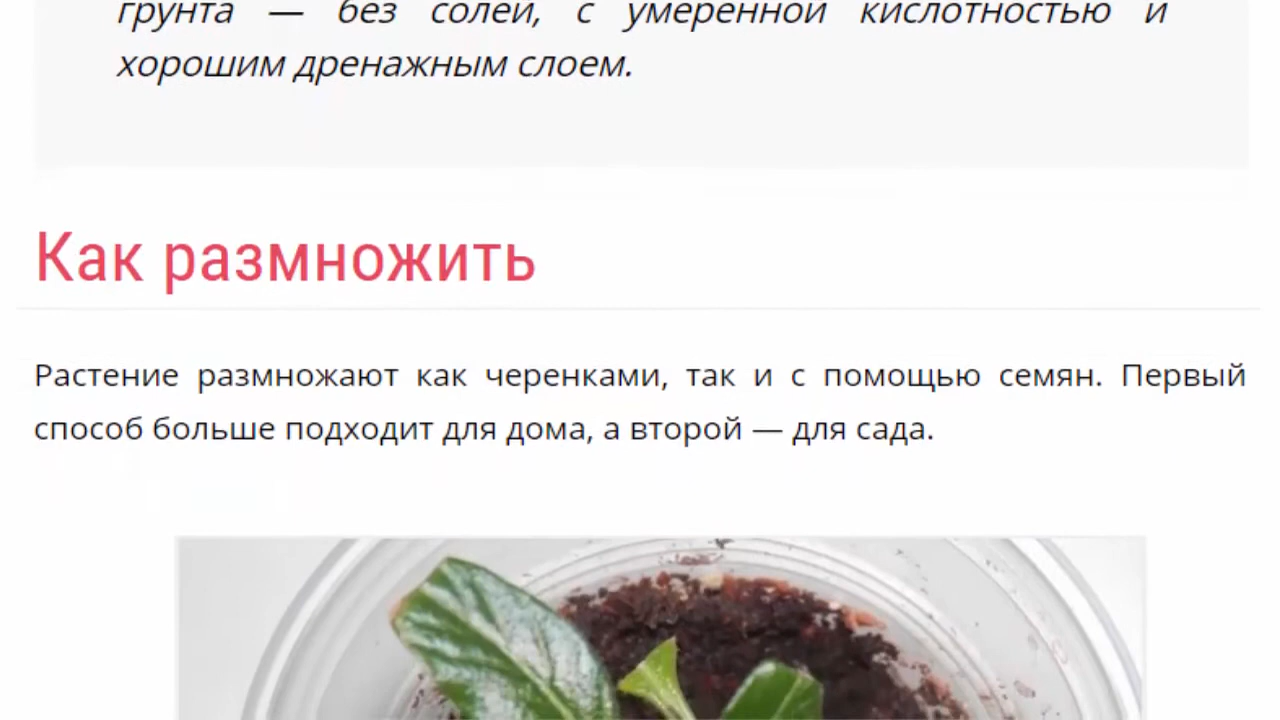 грунта — без солей, с умеренной кислотностью и
хорошим дренажным слоем.
Как размножить
Растение размножают как черенками, так и с помощью семян. Первый
способ больше подходит для дома, а второй — для сада.